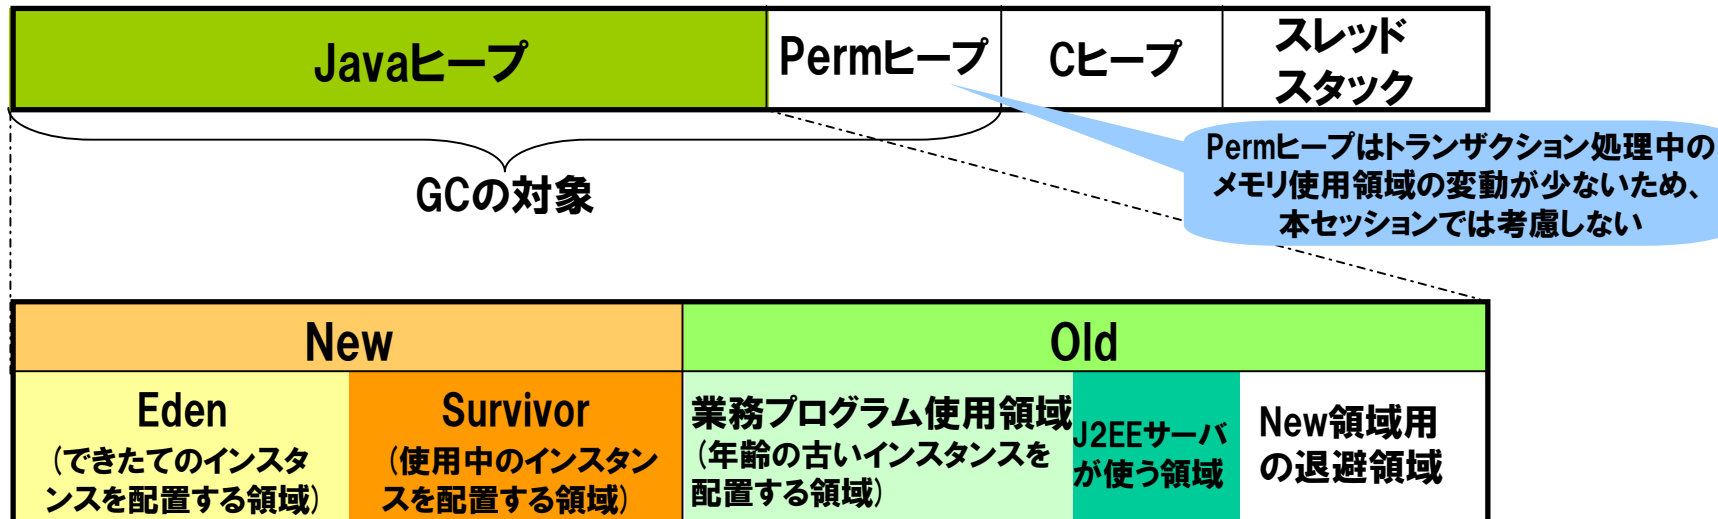 Javaヒープ
Permヒープ
Cヒープ
スレッド
スタック
GCの対象
Permヒープはトランザクション処理中の
メモリ使用領域の変動が少ないため、
本セッションでは考慮しない
New
Old
Eden
(できたてのインスタ
ンスを配置する領域)
Survivor
(使用中のインスタン
スを配置する領域)
業務プログラム使用領域
(年齢の古いインスタンスを
配置する領域)
J2EEサーバ
が使う領域
New領域用
の退避領域